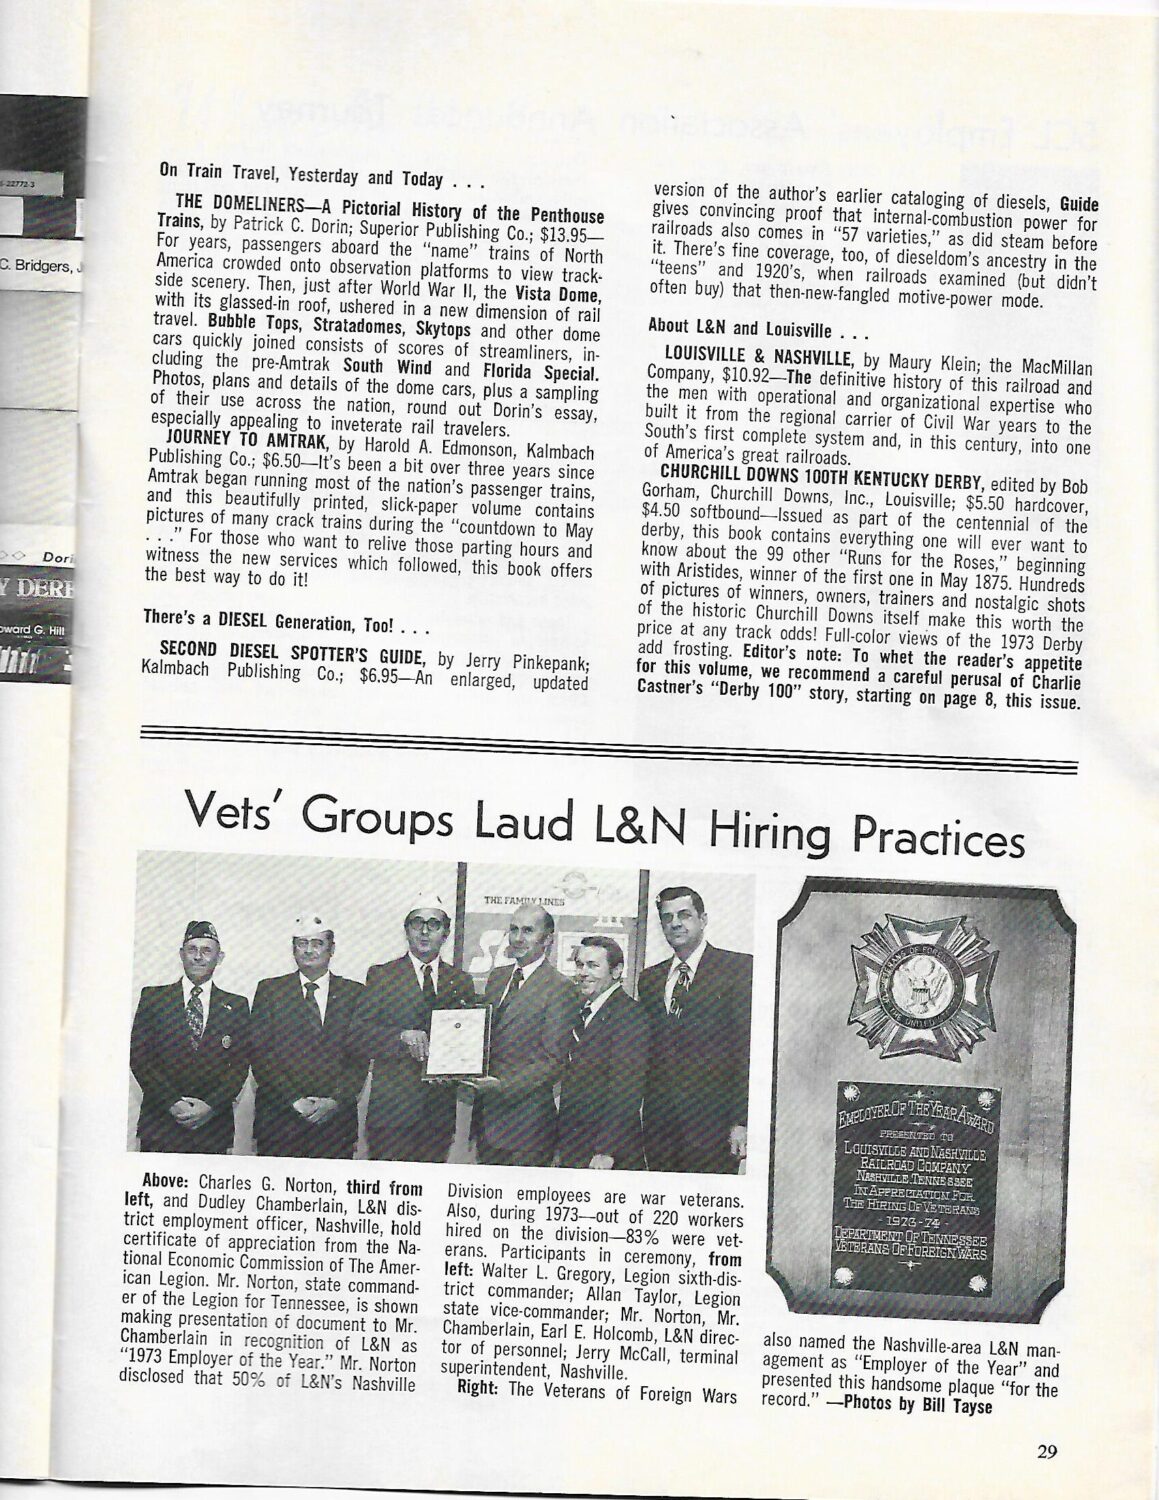 -22772-3
C. Bridgers, J
Dori
Y DERB
oward G. Hill
On Train Travel, Yesterday and Today . . .
THE DOMELINERS—A Pictorial History of the Penthouse
Trains, by Patrick C. Dorin; Superior Publishing Co.; $13.95—
For years, passengers aboard the "name" trains of North
America crowded onto observation platforms to view track-
side scenery. Then, just after World War II, the Vista Dome,
with its glassed-in roof, ushered in a new dimension of rail
travel. Bubble Tops, Stratadomes, Skytops and other dome
cars quickly joined consists of scores of streamliners, in-
cluding the pre-Amtrak South Wind and Florida Special.
Photos, plans and details of the dome cars, plus a sampling
of their use across the nation, round out Dorin's essay,
especially appealing to inveterate rail travelers.
JOURNEY TO AMTRAK, by Harold A. Edmonson, Kalmbach
Publishing Co.; $6.50—It's been a bit over three years since
Amtrak began running most of the nation's passenger trains,
and this beautifully printed, slick-paper volume contains
pictures of many crack trains during the "countdown to May
. . ." For those who want to relive those parting hours and
witness the new services which followed, this book offers
the best way to do it!
There's a DIESEL Generation, Too! . . .
SECOND DIESEL SPOTTER'S GUIDE, by Jerry Pinkepank;
Kalmbach Publishing Co.; $6.95—An enlarged, updated
version of the author's earlier cataloging of diesels, Guide
gives convincing proof that internal-combustion power for
railroads also comes in "57 varieties," as did steam before
it. There's fine coverage, too, of dieseldom's ancestry in the
"teens" and 1920's, when railroads examined (but didn't
often buy) that then-new-fangled motive-power mode.
About L&N and Louisville . . .
LOUISVILLE & NASHVILLE, by Maury Klein; the MacMillan
Company, $10.92—The definitive history of this railroad and
the men with operational and organizational expertise who
built it from the regional carrier of Civil War years to the
South's first complete system and, in this century, into one
of America's great railroads.
CHURCHILL DOWNS 100TH KENTUCKY DERBY, edited by Bob
Gorham, Churchill Downs, Inc., Louisville; $5.50 hardcover,
$4.50 softbound—Issued as part of the centennial of the
derby, this book contains everything one will ever want to
know about the 99 other "Runs for the Roses," beginning
with Aristides, winner of the first one in May 1875. Hundreds
of pictures of winners, owners, trainers and nostalgic shots
of the historic Churchill Downs itself make this worth the
price at any track odds! Full-color views of the 1973 Derby
add frosting. Editor's note: To whet the reader's appetite
for this volume, we recommend a careful perusal of Charlie
Castner's "Derby 100" story, starting on page 8, this issue.
Vets' Groups Laud L&N Hiring Practices
THE FAMILY LINES
EMPLOYER OF THE YEAR AWARD
PRESENTED TO
LOUISVILLE AND NASHVILLE
RAILROAD COMPANY
NASHVILLE, TENNESSEE
IN APPRECIATION FOR
THE HIRING OF VETERANS
- 1973-74 -
DEPARTMENT OF TENNESSEE
VETERANS OF FOREIGN WARS
Above: Charles G. Norton, third from
left, and Dudley Chamberlain, L&N dis-
trict employment officer, Nashville, hold
certificate of appreciation from the Na-
tional Economic Commission of The Amer-
ican Legion. Mr. Norton, state command-
er of the Legion for Tennessee, is shown
making presentation of document to Mr.
Chamberlain in recognition of L&N as
"1973 Employer of the Year." Mr. Norton
disclosed that 50% of L&N's Nashville
Division employees are war veterans.
Also, during 1973—out of 220 workers
hired on the division—83% were vet-
erans. Participants in ceremony, from
left: Walter L. Gregory, Legion sixth-dis-
trict commander; Allan Taylor, Legion
state vice-commander; Mr. Norton, Mr.
Chamberlain, Earl E. Holcomb, L&N direc-
tor of personnel; Jerry McCall, terminal
superintendent, Nashville.
Right: The Veterans of Foreign Wars
also named the Nashville-area L&N man-
agement as "Employer of the Year" and
presented this handsome plaque "for the
record." —Photos by Bill Tayse
29